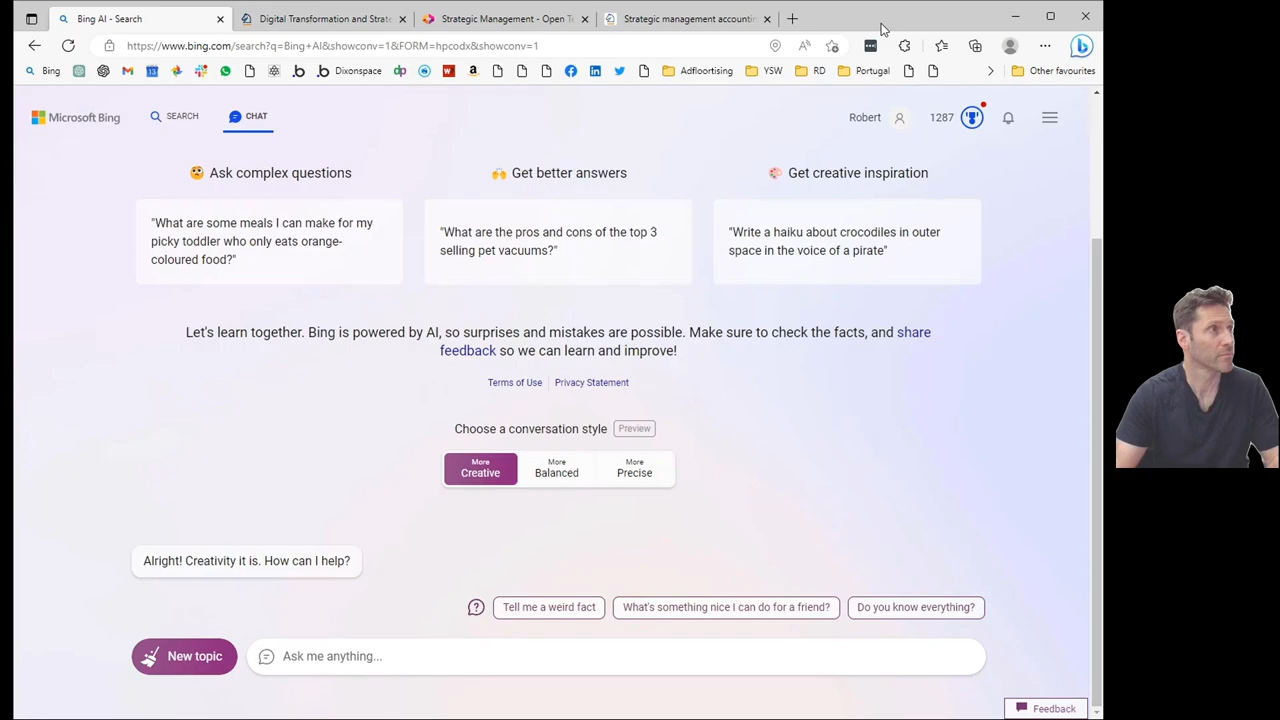 Bing AI - Search
Digital Transformation and Strate
Strategic Management - Open Te
Strategic management accountin
https://www.bing.com/search?q=Bing+AI&showconv=1&FORM=hpcodx&showconv=1
Bing
Dixonspace
Adfloortising
YSW
RD
Portugal
Other favourites
Microsoft Bing
SEARCH
CHAT
Robert
1287
Ask complex questions
Get better answers
Get creative inspiration
"What are some meals I can make for my
picky toddler who only eats orange-
coloured food?"
"What are the pros and cons of the top 3
selling pet vacuums?"
"Write a haiku about crocodiles in outer
space in the voice of a pirate"
Let's learn together. Bing is powered by AI, so surprises and mistakes are possible. Make sure to check the facts, and share
feedback so we can learn and improve!
Terms of Use
Privacy Statement
Choose a conversation style
Preview
More
Creative
More
Balanced
More
Precise
Alright! Creativity it is. How can I help?
Tell me a weird fact
What's something nice I can do for a friend?
Do you know everything?
New topic
Ask me anything...
Feedback